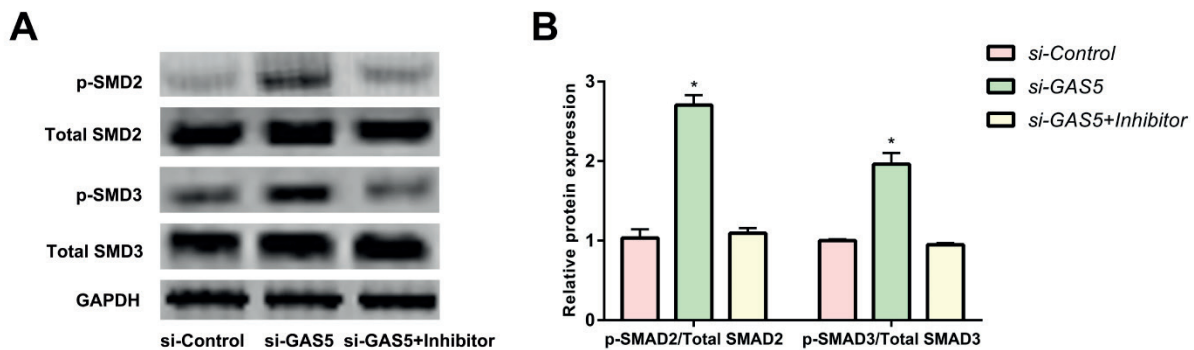 A
p-SMD2
Total SMD2
p-SMD3
Total SMD3
GAPDH
si-Control si-GAS5 si-GAS5+Inhibitor
B
Relative protein expression
3
2
1
0
* *
p-SMAD2/Total SMAD2 p-SMAD3/Total SMAD3
si-Control
si-GAS5
si-GAS5+Inhibitor